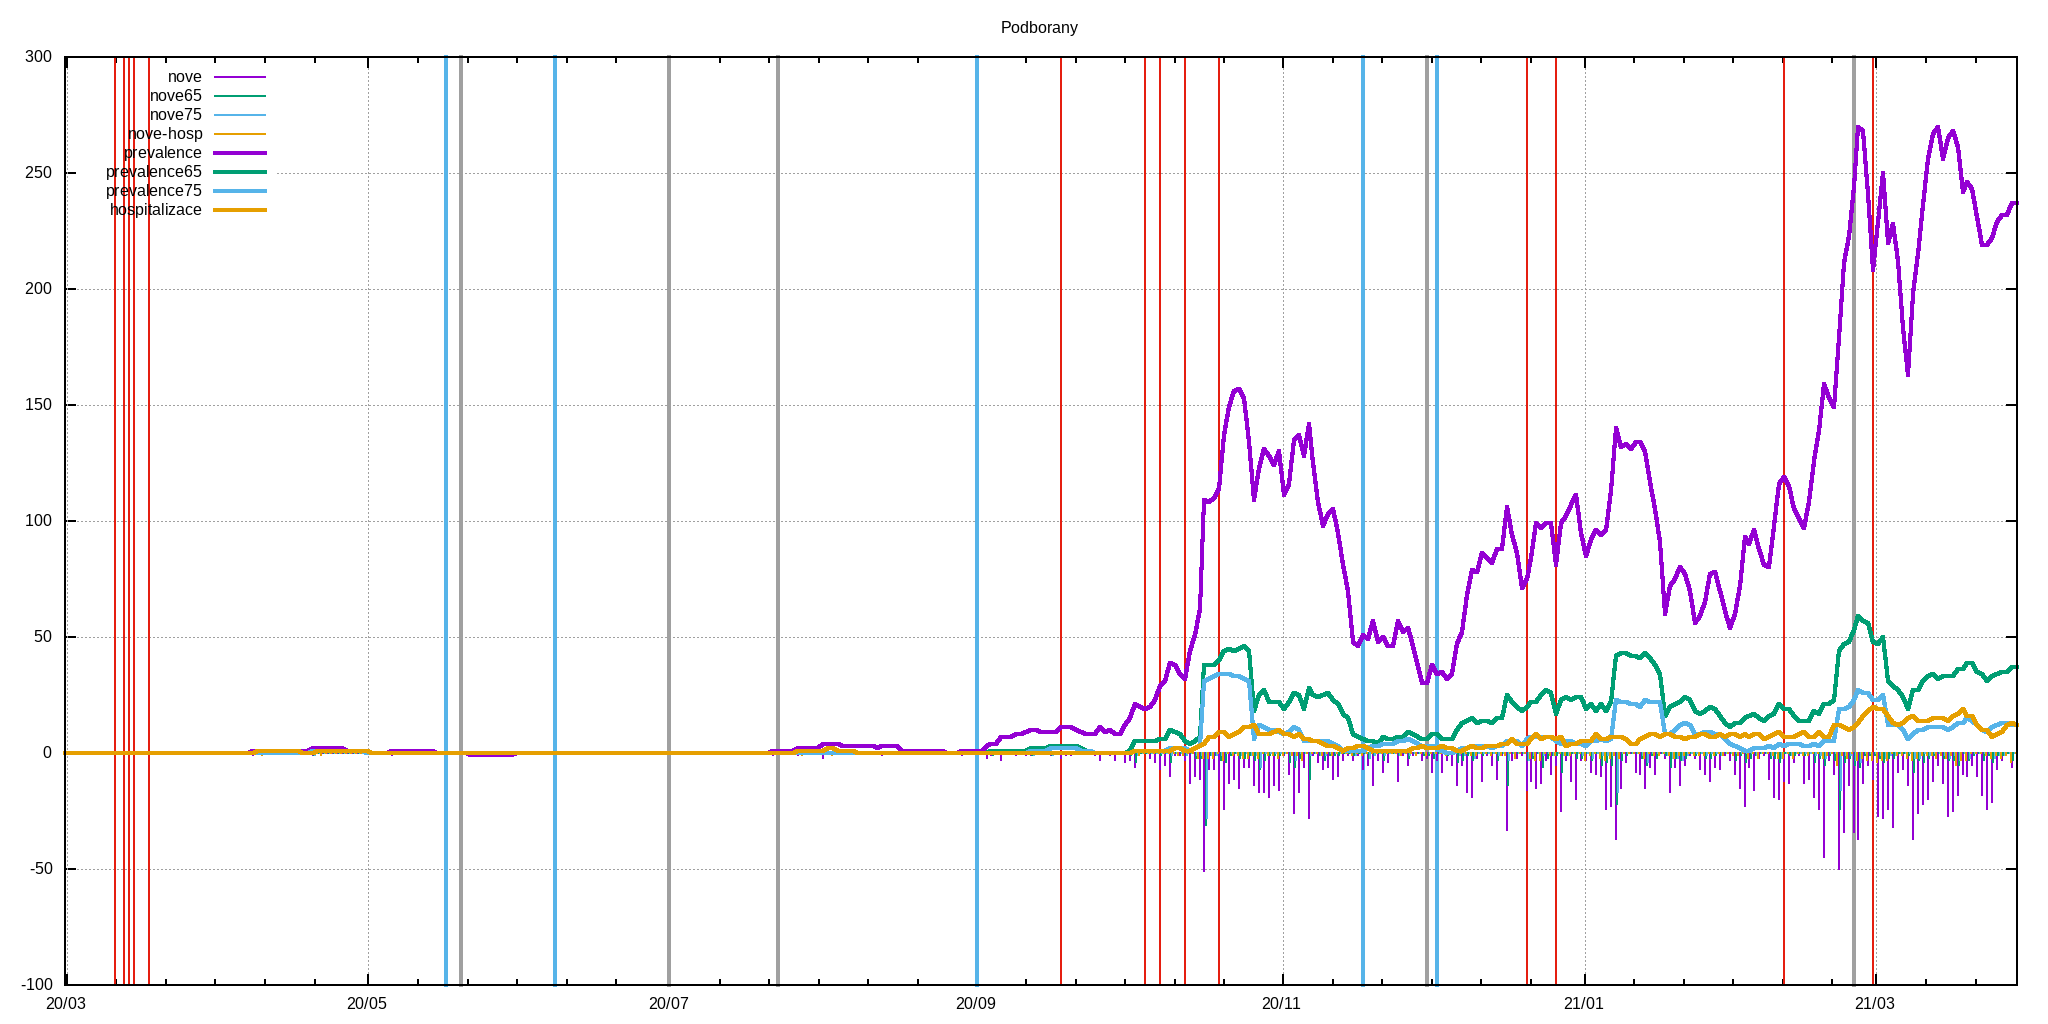 Podborany
300
250
200
150
100
50
0
-50
-100
nove
nove65
nove75
nove-hosp
prevalence
prevalence65
prevalence75
hospitalizace
20/03 20/05 20/07 20/09 20/11 21/01 21/03